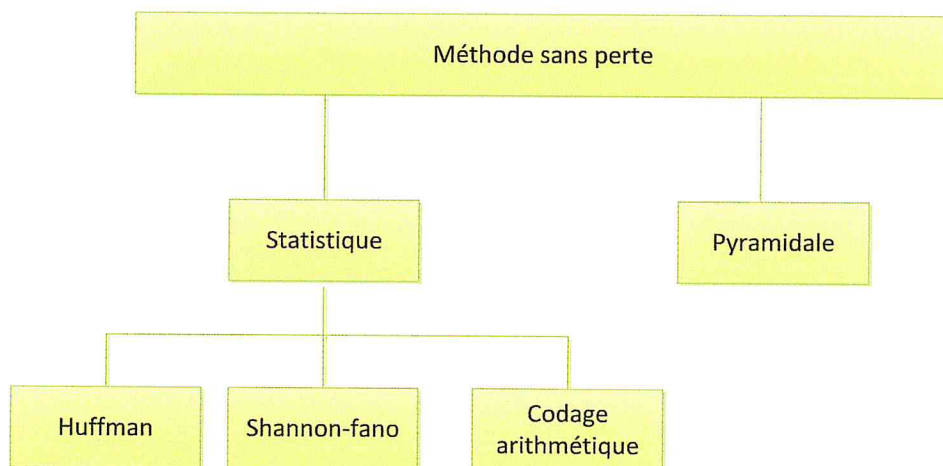 Méthode sans perte
Statistique
Pyramidale
Huffman
Shannon-fano
Codage
arithmétique